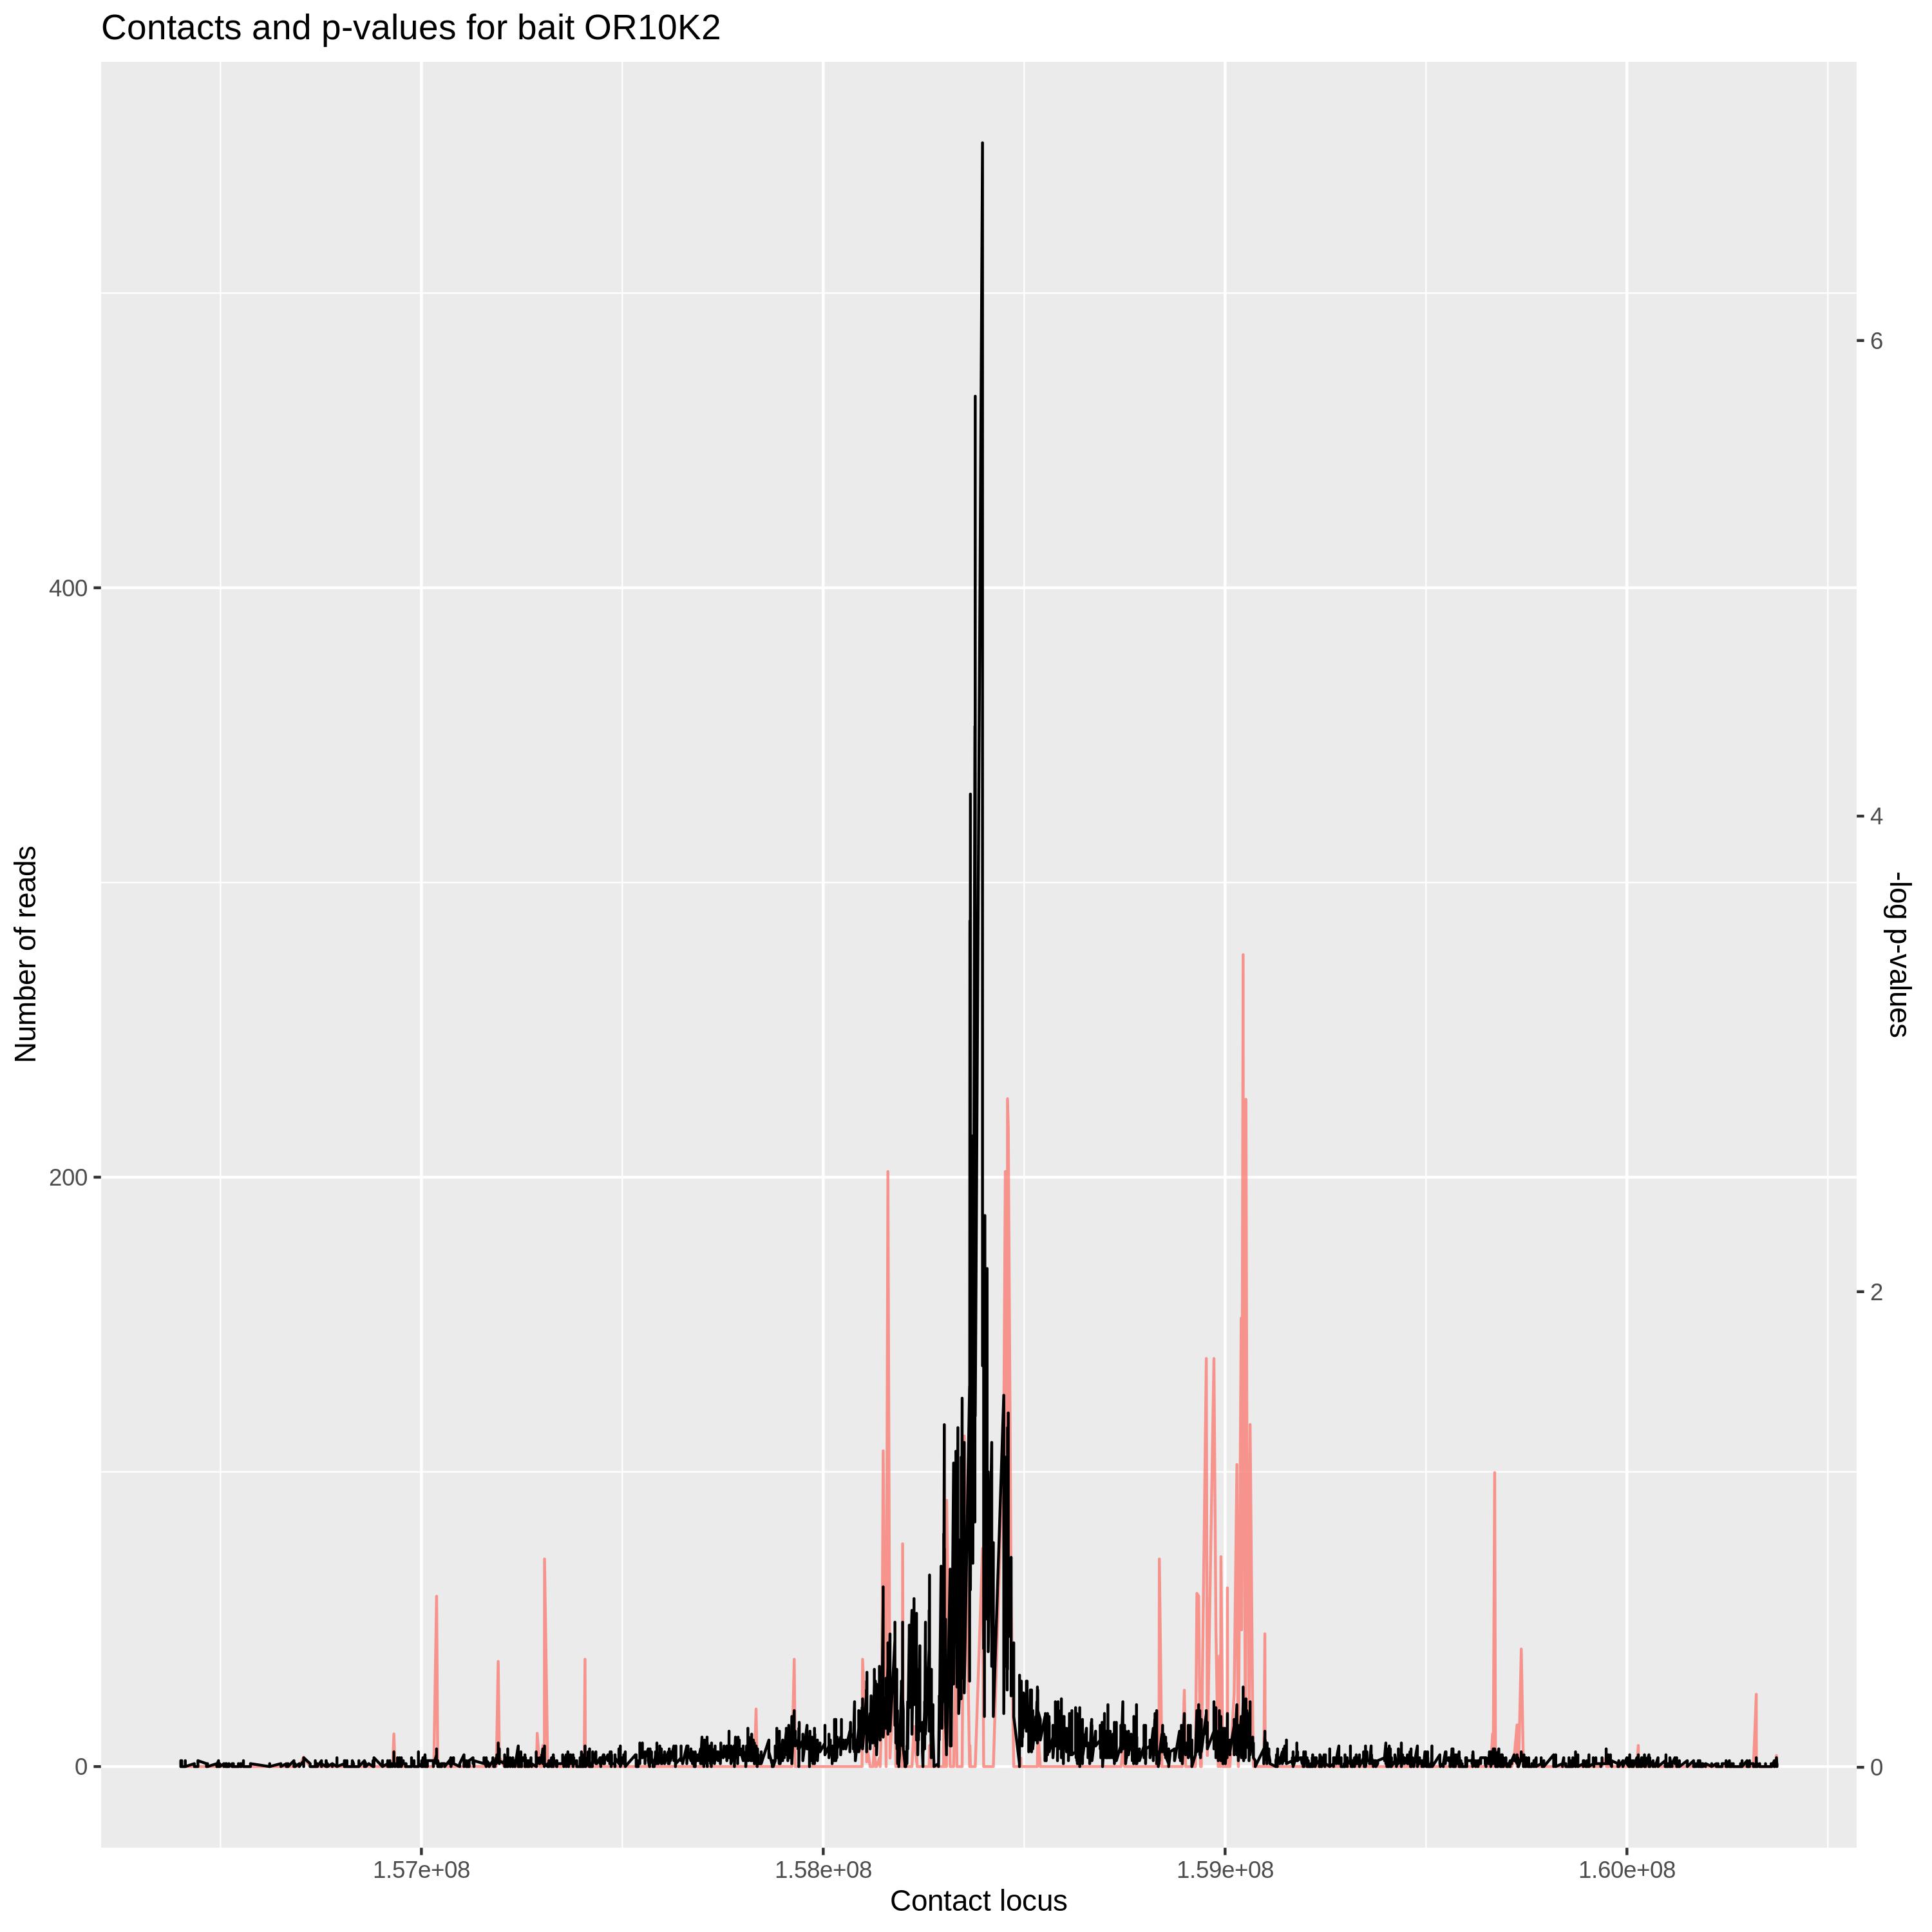 Contacts and p-values for bait OR10K2
Number of reads
400
200
0
6
4
2
0
-log p-values
1.57e+08
1.58e+08
1.59e+08
1.60e+08
Contact locus